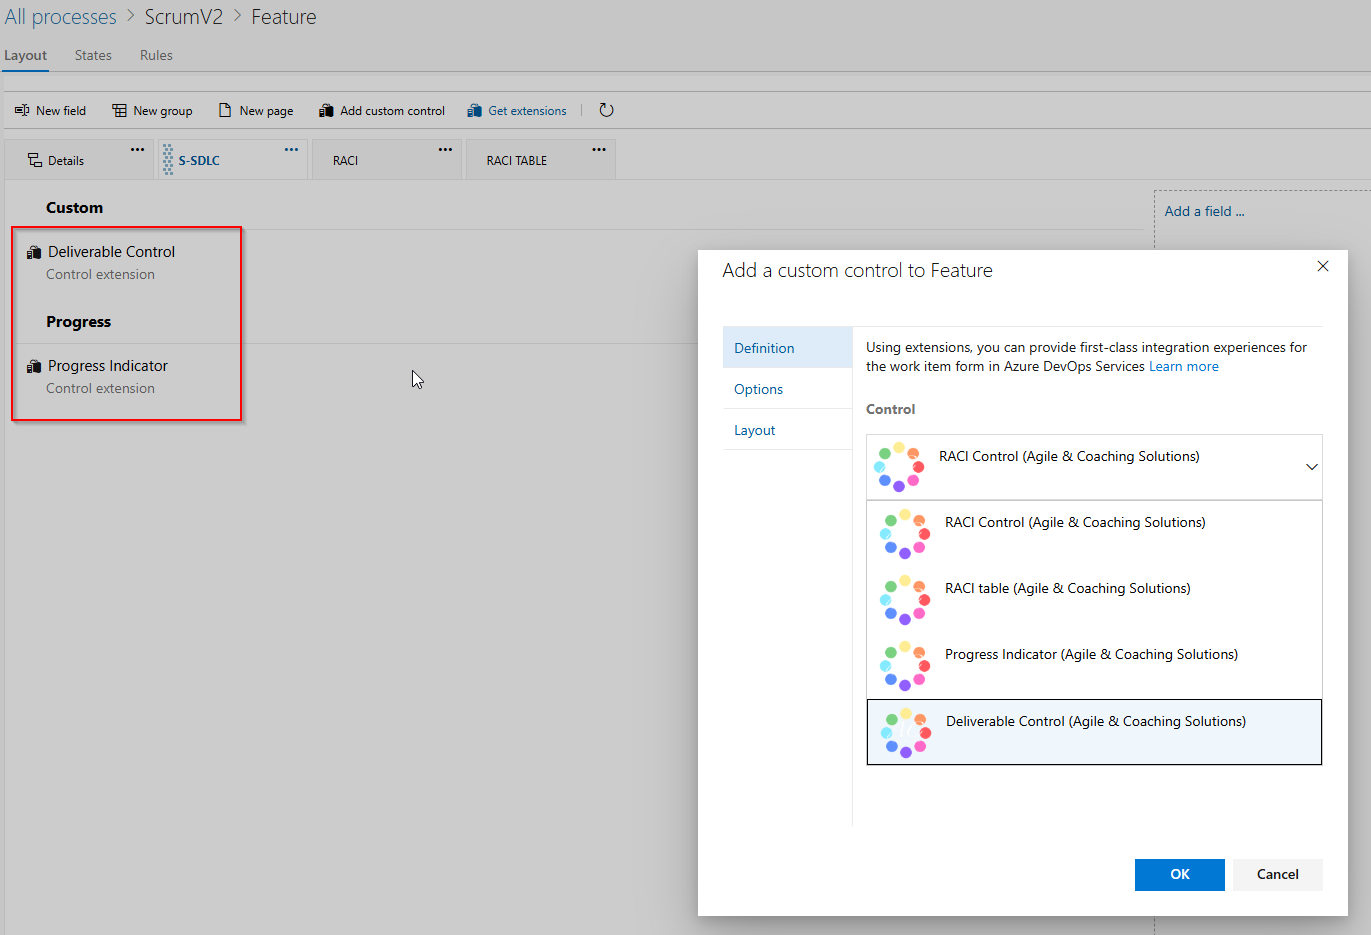 All processes > ScrumV2 > Feature
Layout States Rules
New field New group New page Add custom control Get extensions
Details ... S-SDLC ... RACI ... RACI TABLE ...
Custom
Deliverable Control
Control extension
Progress
Progress Indicator
Control extension
Add a field ...
Add a custom control to Feature
Definition
Options
Layout
Using extensions, you can provide first-class integration experiences for
the work item form in Azure DevOps Services Learn more
Control
RACI Control (Agile & Coaching Solutions)
RACI Control (Agile & Coaching Solutions)
RACI table (Agile & Coaching Solutions)
Progress Indicator (Agile & Coaching Solutions)
Deliverable Control (Agile & Coaching Solutions)
OK Cancel